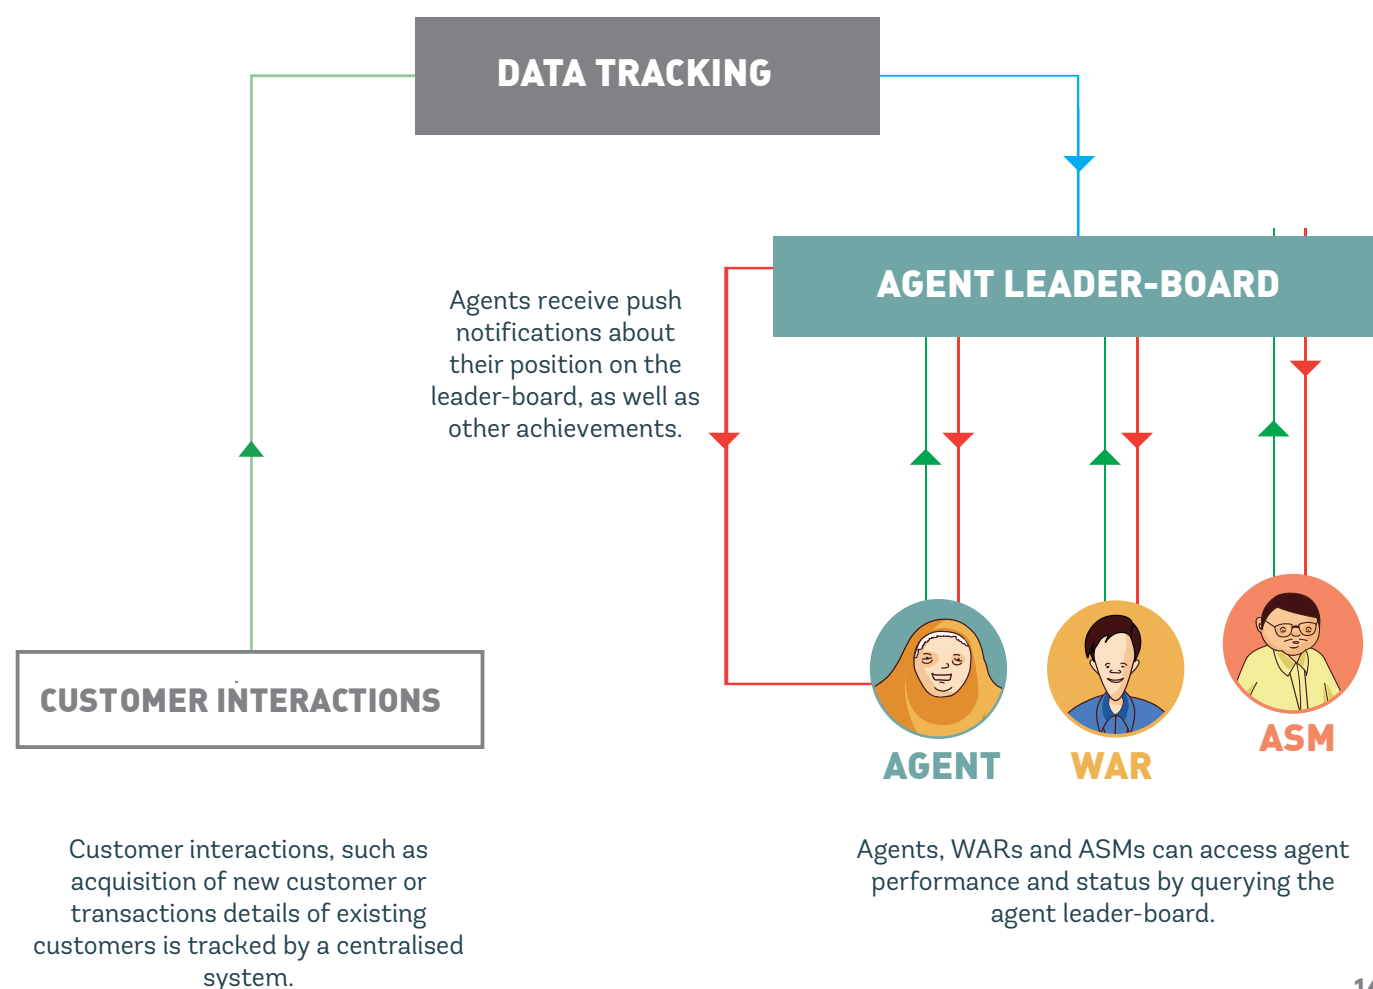 DATA TRACKING
AGENT LEADER-BOARD
Agents receive push
notifications about
their position on the
leader-board, as well as
other achievements.
CUSTOMER INTERACTIONS
AGENT
WAR
ASM
Customer interactions, such as
acquisition of new customer or
transactions details of existing
customers is tracked by a centralised
system.
Agents, WARs and ASMs can access agent
performance and status by querying the
agent leader-board.